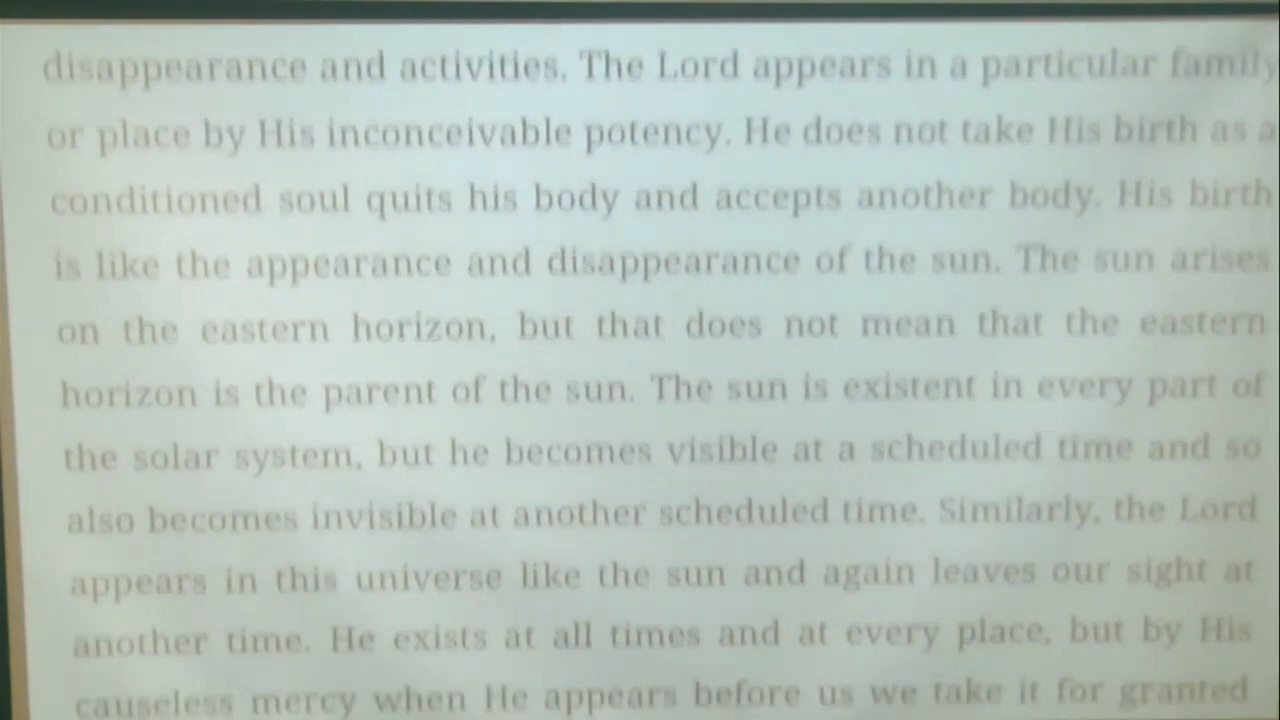 disappearance and activities. The Lord appears in a particular family
or place by His inconceivable potency. He does not take His birth as a
conditioned soul quits his body and accepts another body. His birth
is like the appearance and disappearance of the sun. The sun arises
on the eastern horizon, but that does not mean that the eastern
horizon is the parent of the sun. The sun is existent in every part of
the solar system, but he becomes visible at a scheduled time and so
also becomes invisible at another scheduled time. Similarly, the Lord
appears in this universe like the sun and again leaves our sight at
another time. He exists at all times and at every place, but by His
causeless mercy when He appears before us we take it for granted